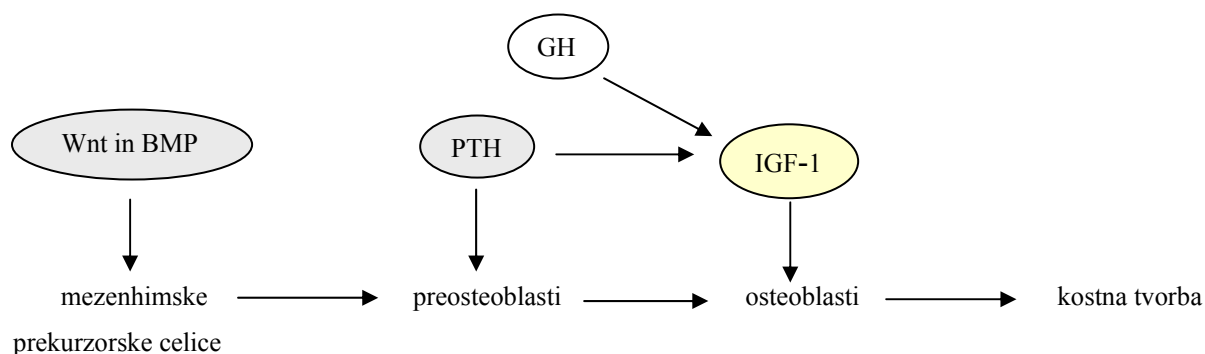 GH
Wnt in BMP
PTH
IGF-1
mezenhimske
prekurzorske celice
preosteoblasti
osteoblasti
kostna tvorba